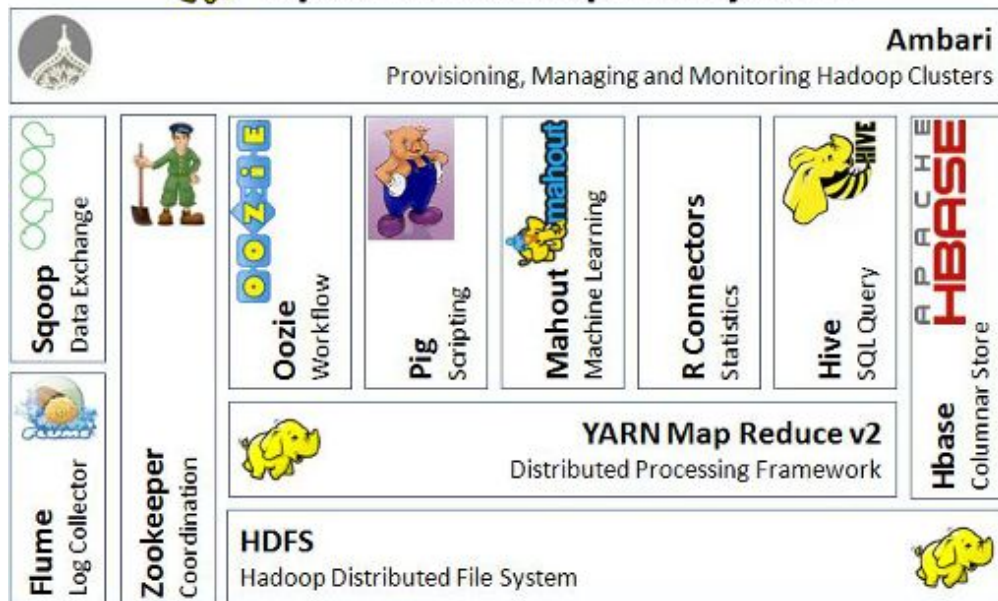 Ambari
Provisioning, Managing and Monitoring Hadoop Clusters
Sqoop
Data Exchange
Flume
FLUME
Log Collector
Zookeeper
Coordination
OOZIE
Oozie
Workflow
Pig
Scripting
mahout
Mahout
Machine Learning
R Connectors
Statistics
HIVE
Hive
SQL Query
APACHE
HBASE
Hbase
Columnar Store
YARN Map Reduce v2
Distributed Processing Framework
HDFS
Hadoop Distributed File System
sqoop